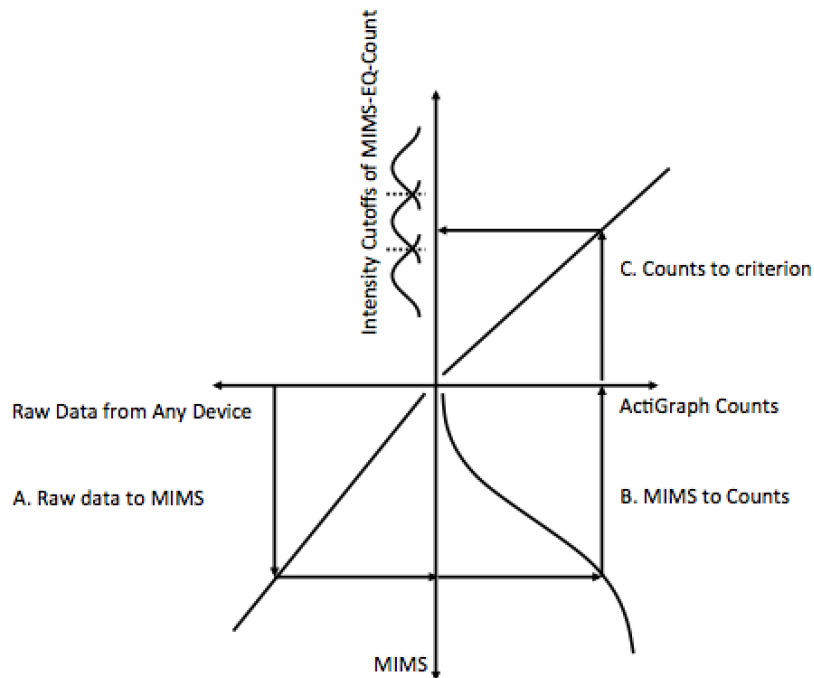 Intensity Cutoffs of MIMS-EQ-Count
C. Counts to criterion
Raw Data from Any Device
ActiGraph Counts
A. Raw data to MIMS
B. MIMS to Counts
MIMS